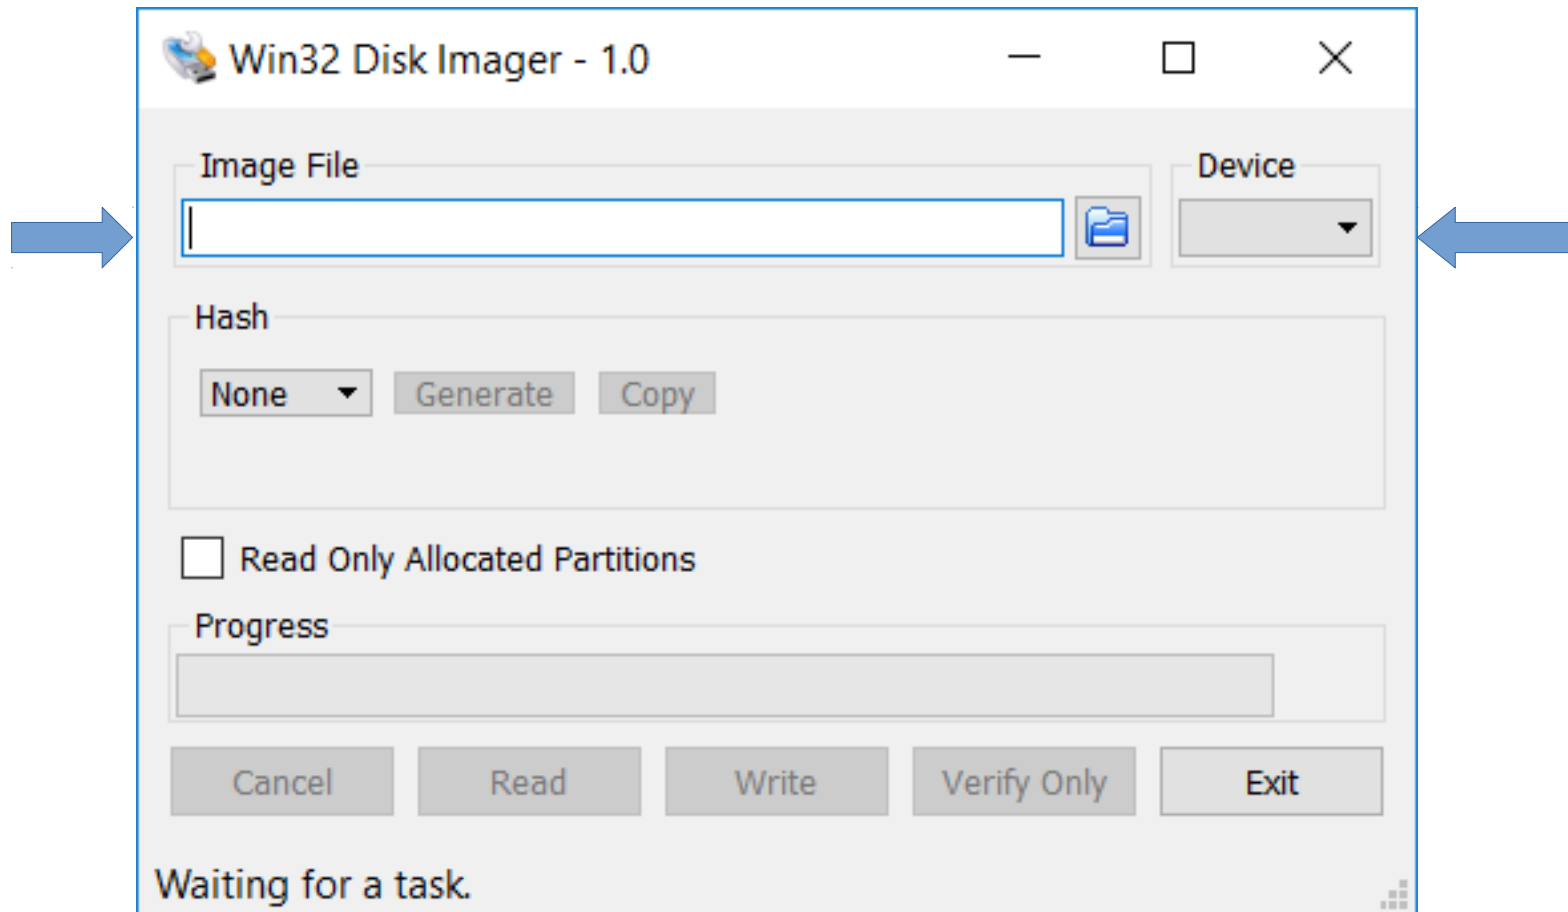 Win32 Disk Imager - 1.0
Image File
Device
Hash
None
Generate
Copy
Read Only Allocated Partitions
Progress
Cancel
Read
Write
Verify Only
Exit
Waiting for a task.